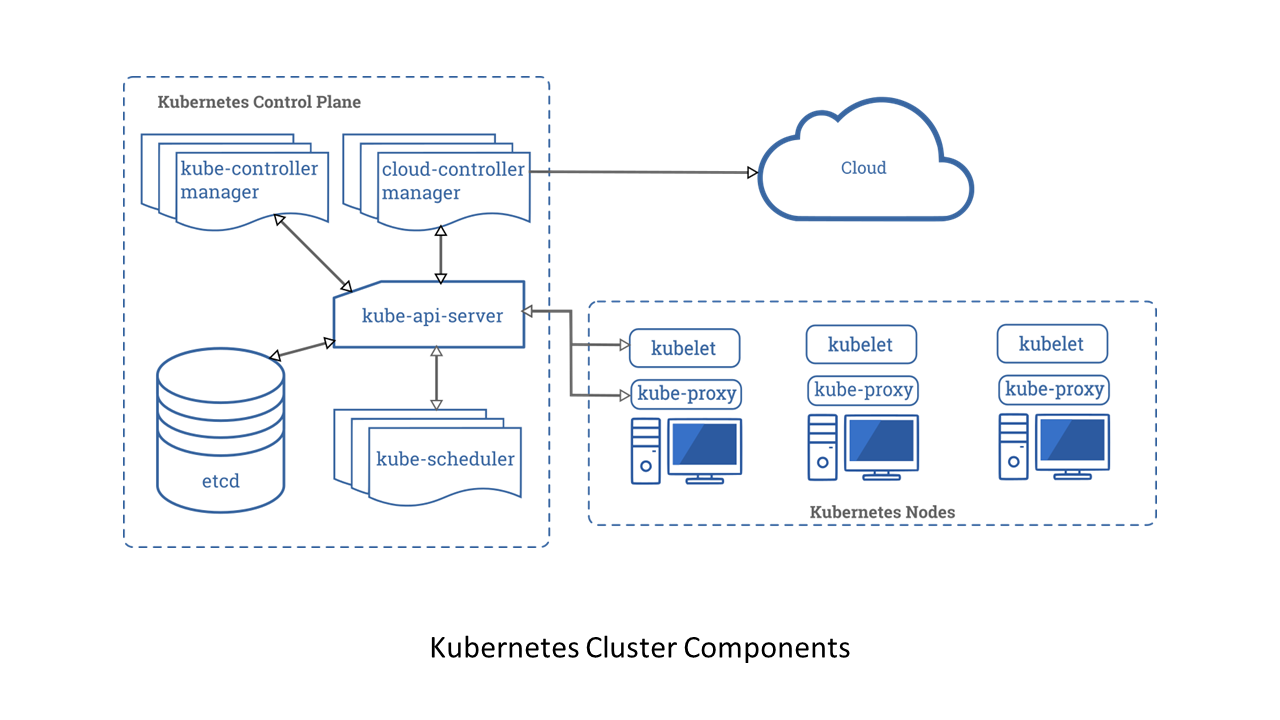 Kubernetes Control Plane
kube-controller
manager
cloud-controller
manager
Cloud
kube-api-server
etcd
kube-scheduler
kubelet
kube-proxy
kubelet
kube-proxy
kubelet
kube-proxy
Kubernetes Nodes
Kubernetes Cluster Components